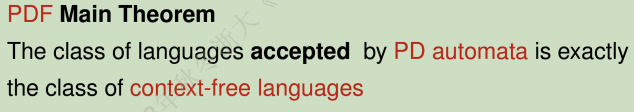 PDF Main Theorem
The class of languages accepted by PD automata is exactly
the class of context-free languages